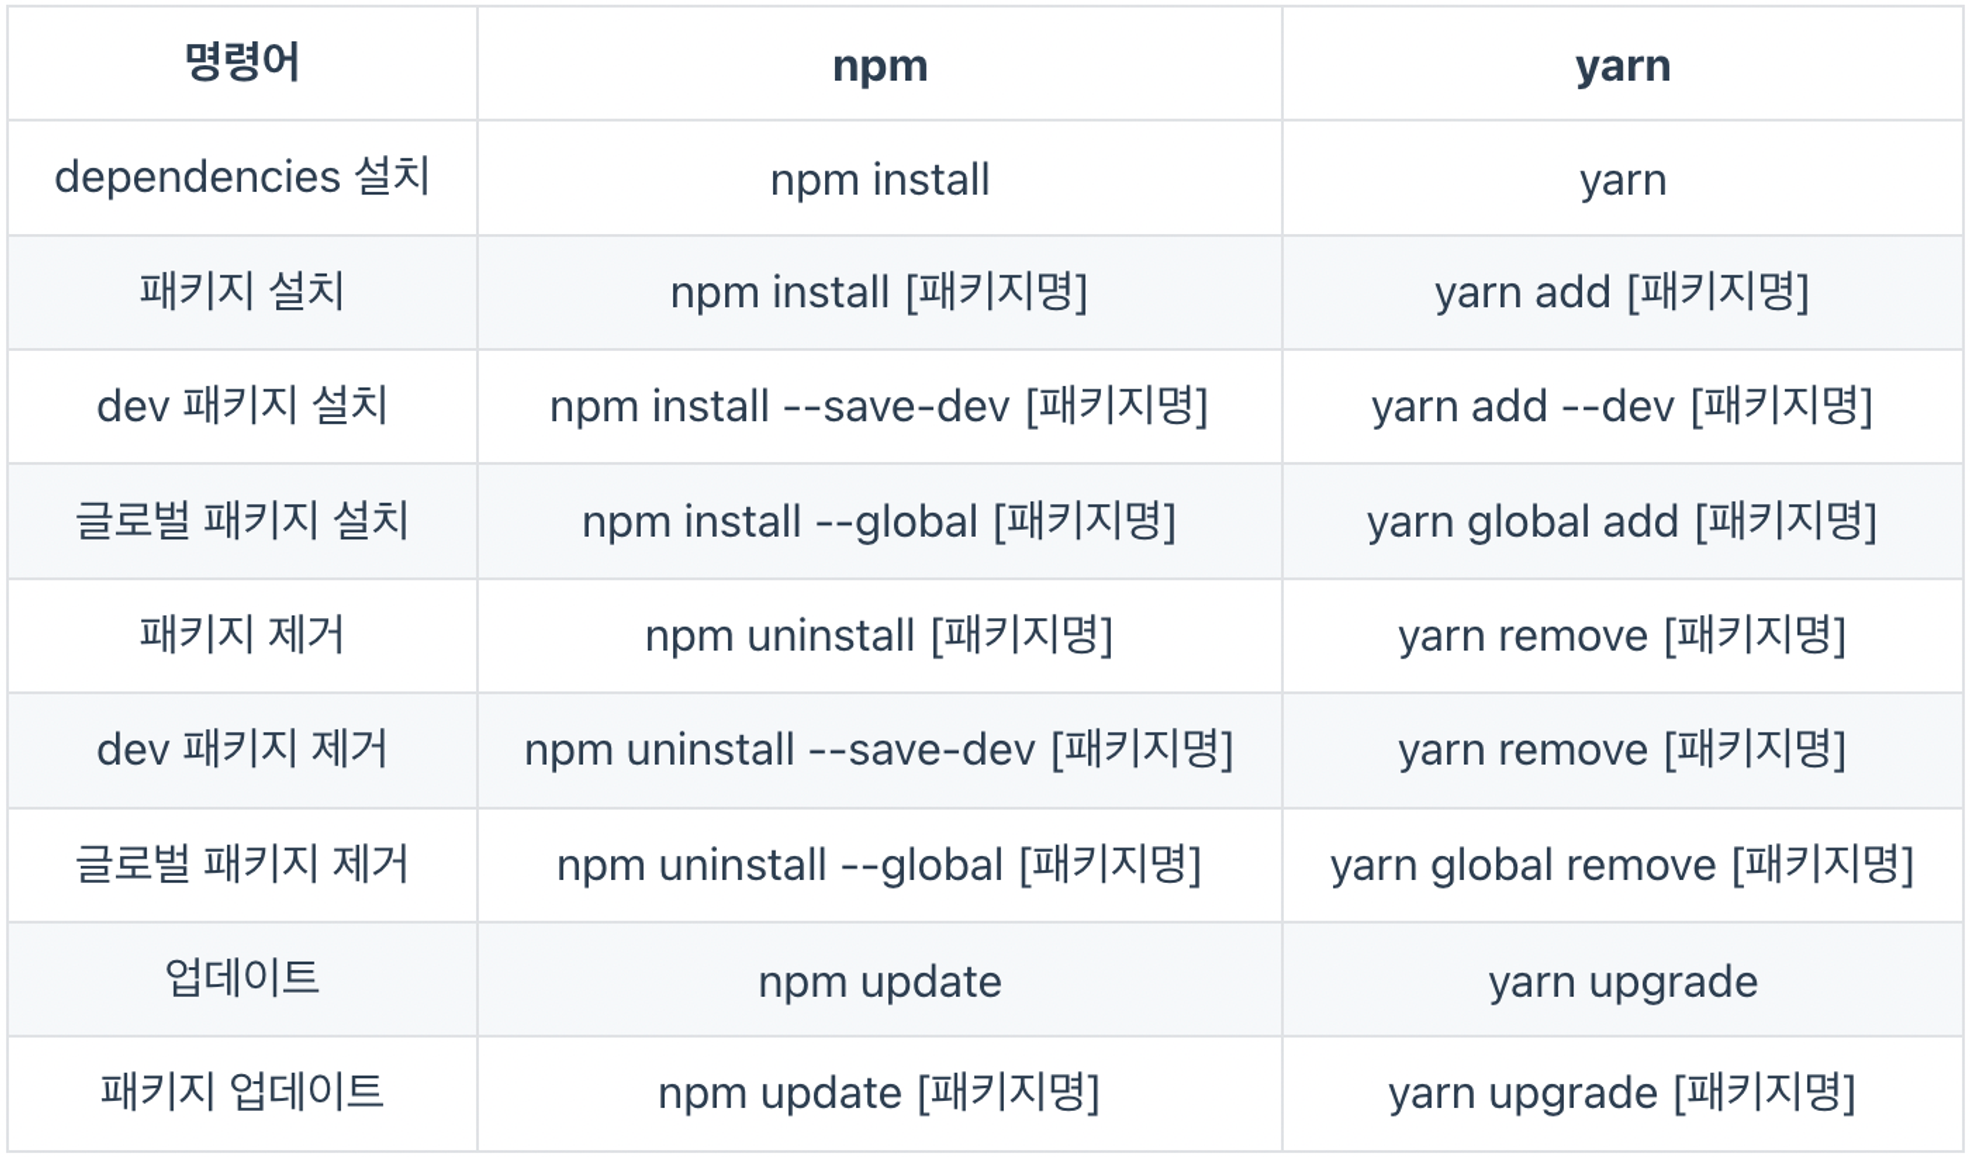 명령어 npm yarn
dependencies 설치 npm install yarn
패키지 설치 npm install [패키지명] yarn add [패키지명]
dev 패키지 설치 npm install --save-dev [패키지명] yarn add --dev [패키지명]
글로벌 패키지 설치 npm install --global [패키지명] yarn global add [패키지명]
패키지 제거 npm uninstall [패키지명] yarn remove [패키지명]
dev 패키지 제거 npm uninstall --save-dev [패키지명] yarn remove [패키지명]
글로벌 패키지 제거 npm uninstall --global [패키지명] yarn global remove [패키지명]
업데이트 npm update yarn upgrade
패키지 업데이트 npm update [패키지명] yarn upgrade [패키지명]